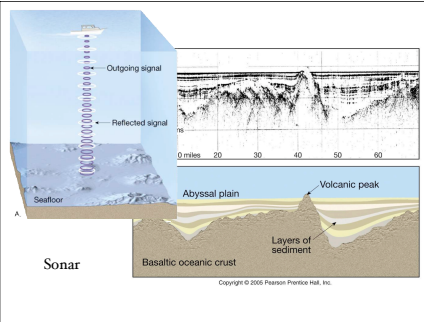 Outgoing signal
Reflected signal
Seafloor
A.
ns
0 miles 20 30 40 50 60
Abyssal plain
Volcanic peak
Layers of
sediment
Basaltic oceanic crust
Sonar
Copyright © 2005 Pearson Prentice Hall, Inc.